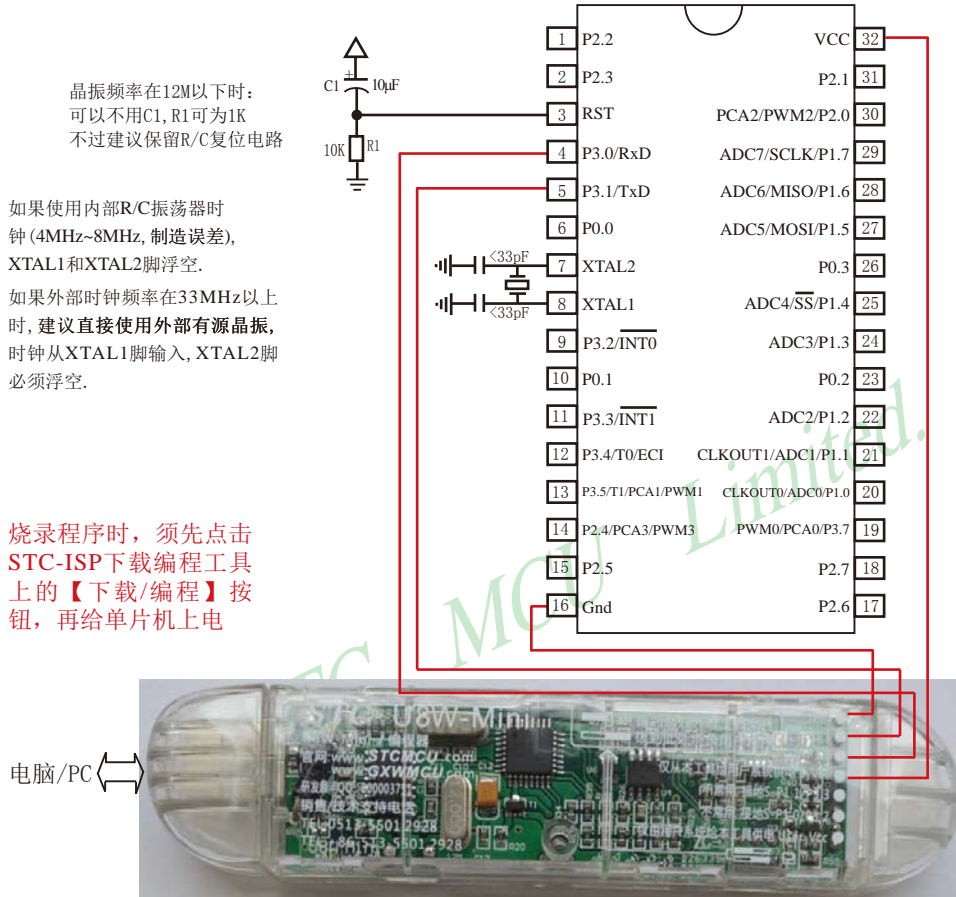 晶振频率在12M以下时:
可以不用C1, R1可为1K
不过建议保留R/C复位电路
C1
+
10μF
10K
R1
如果使用内部R/C振荡器时
钟(4MHz~8MHz, 制造误差),
XTAL1和XTAL2脚浮空.
如果外部时钟频率在33MHz以上
时, 建议直接使用外部有源晶振,
时钟从XTAL1脚输入, XTAL2脚
必须浮空.
<33pF
<33pF
1 P2.2
2 P2.3
3 RST
4 P3.0/RxD
5 P3.1/TxD
6 P0.0
7 XTAL2
8 XTAL1
9 P3.2/INT0
10 P0.1
11 P3.3/INT1
12 P3.4/T0/ECI
13 P3.5/T1/PCA1/PWM1
14 P2.4/PCA3/PWM3
15 P2.5
16 Gnd
VCC 32
P2.1 31
PCA2/PWM2/P2.0 30
ADC7/SCLK/P1.7 29
ADC6/MISO/P1.6 28
ADC5/MOSI/P1.5 27
P0.3 26
ADC4/SS/P1.4 25
ADC3/P1.3 24
P0.2 23
ADC2/P1.2 22
CLKOUT1/ADC1/P1.1 21
CLKOUT0/ADC0/P1.0 20
PWM0/PCA0/P3.7 19
P2.7 18
P2.6 17
烧录程序时，须先点击
STC-ISP下载编程工具
上的【下载/编程】按
钮，再给单片机上电
MCU Limited.
电脑/PC
U8W-Mini
官网:www.STCMCU.com
www.GXWMCU.com
销售/技术支持电话
TEL:0513-5501 2928